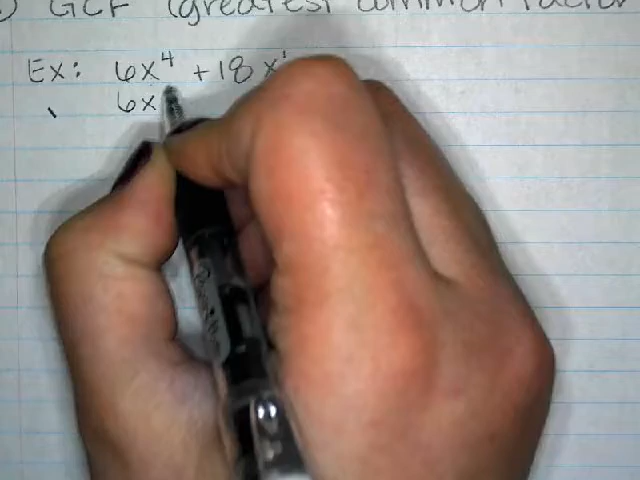 GCF (greatest common factor
Ex: 6x⁴ + 18x
6x